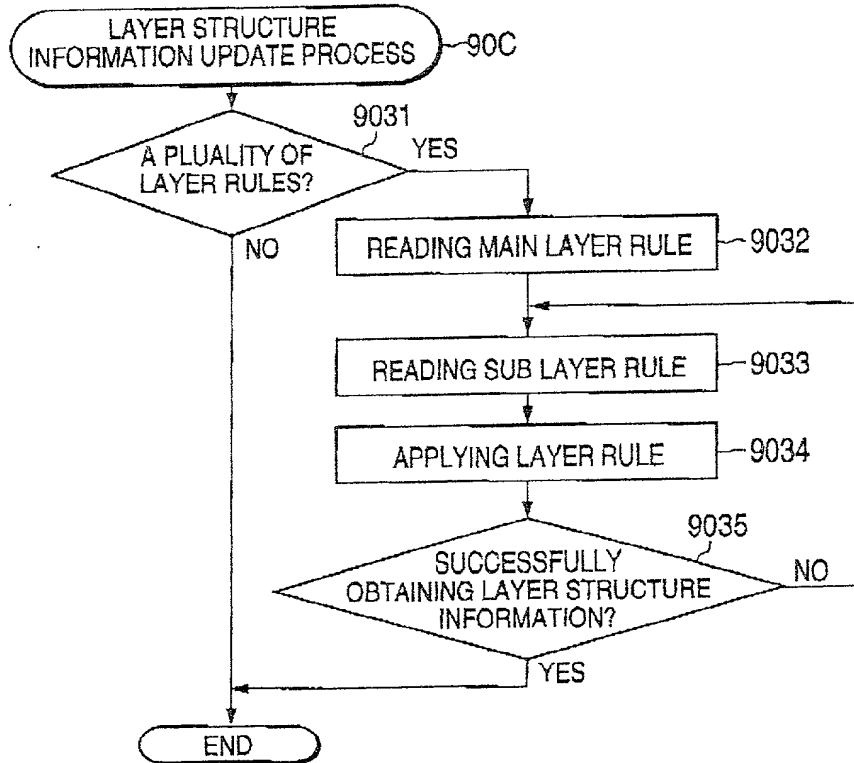 LAYER STRUCTURE
INFORMATION UPDATE PROCESS
90C
9031
A PLUALITY OF
LAYER RULES?
YES
NO
READING MAIN LAYER RULE
9032
READING SUB LAYER RULE
9033
APPLYING LAYER RULE
9034
9035
SUCCESSFULLY
OBTAINING LAYER STRUCTURE
INFORMATION?
NO
YES
END